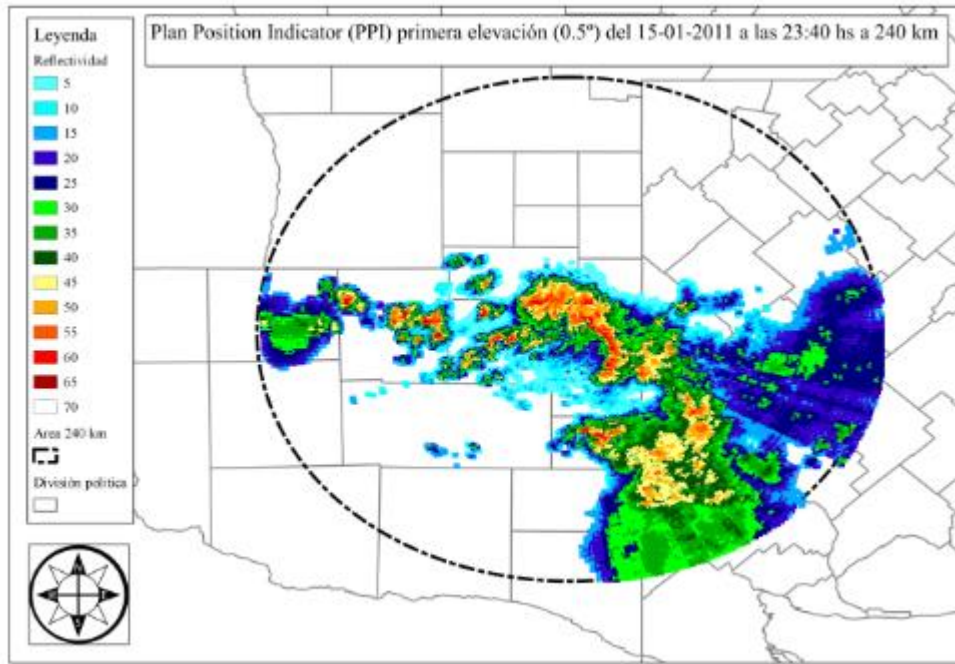 Plan Position Indicator (PPI) primera elevación (0.5º) del 15-01-2011 a las 23:40 hs a 240 km
Leyenda
Reflectividad
5
10
15
20
25
30
35
40
45
50
55
60
65
70
Area 240 km
División política